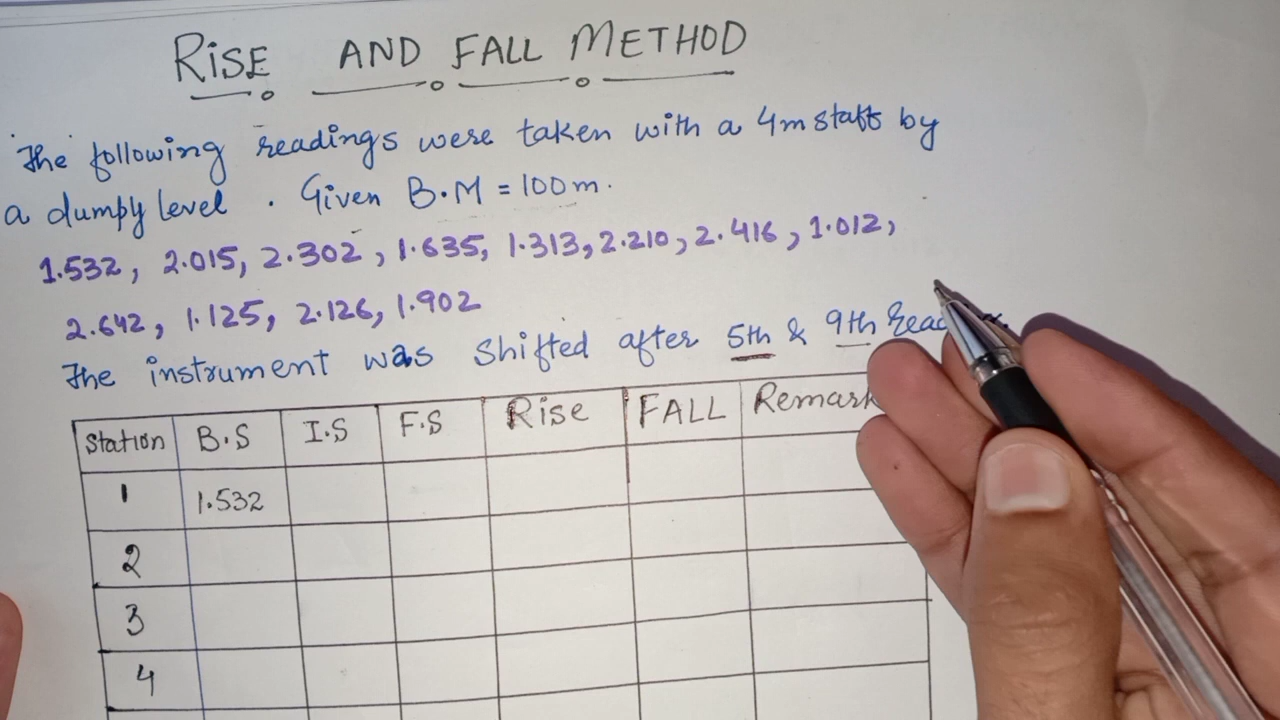 RiSE AND FALL METHOD
The following readings were taken with a 4m staff by
a dumpy level. Given B.M = 100m.
1.532, 2.015, 2.302, 1.635, 1.313, 2.210, 2.416, 1.012,
2.642, 1.125, 2.126, 1.902
The instrument was shifted after 5th & 9th
Station B.S I.S F.S Rise FALL Remark
1 1.532
2
3
4